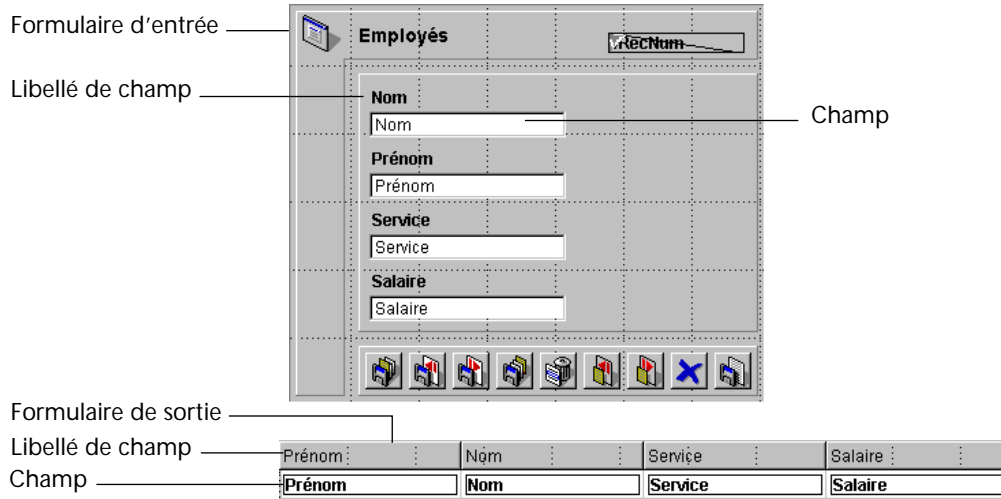 Formulaire d'entrée
Employés
vRecNum
Libellé de champ
Nom
Nom
Champ
Prénom
Prénom
Service
Service
Salaire
Salaire
Formulaire de sortie
Libellé de champ
Prénom Nom Service Salaire
Champ
Prénom Nom Service Salaire